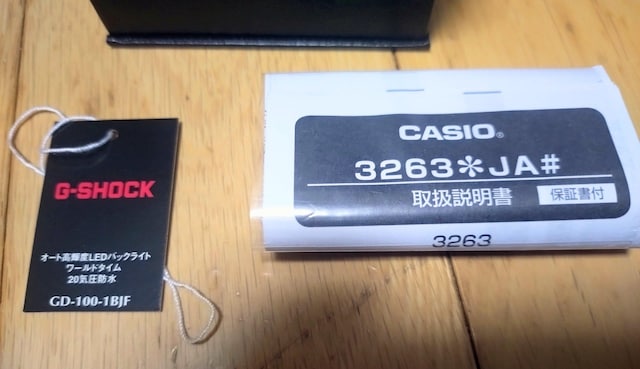 G-SHOCK
オート高輝度LEDバックライト
ワールドタイム
20気圧防水
GD-100-1BJF
CASIO®
3263＊JA#
取扱説明書 保証書付
3263